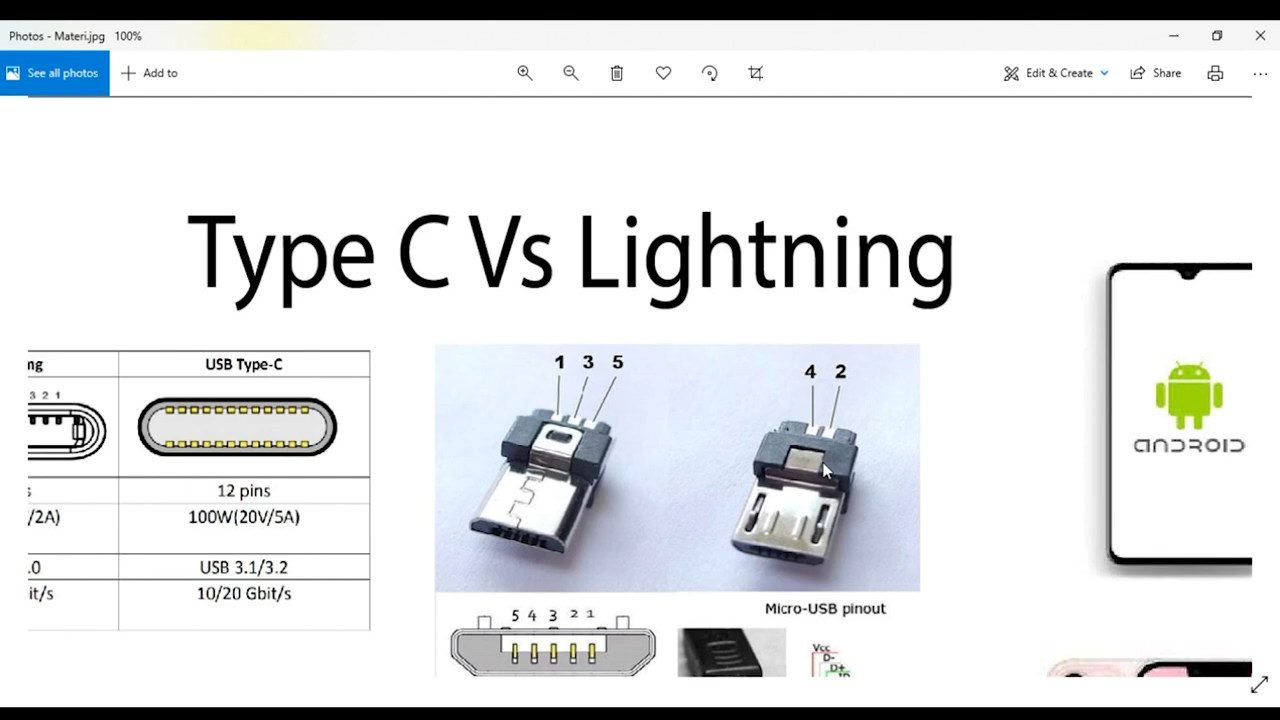 Photos - Materi.jpg 100%
See all photos
Add to
Edit & Create
Share
Type C Vs Lightning
USB Type-C
3 2 1
12 pins
/2A)
100W(20V/5A)
.0
USB 3.1/3.2
it/s
10/20 Gbit/s
1 3 5
4 2
Micro-USB pinout
5 4 3 2 1
Vcc
D-
D+
ANDROID